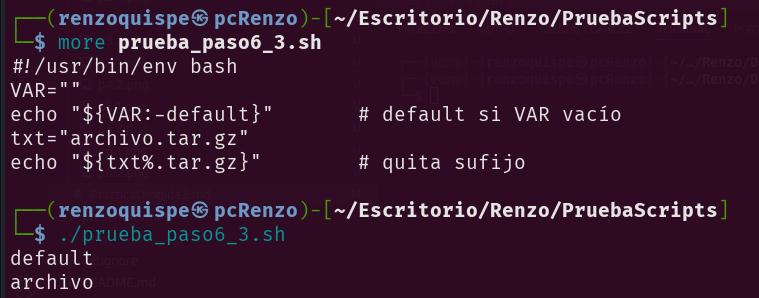 ┌──(renzoquispe㉿pcRenzo)-[~/Escritorio/Renzo/PruebaScripts]
└─$ more prueba_paso6_3.sh
#!/usr/bin/env bash
VAR=""
echo "${VAR:-default}"       # default si VAR vacío
txt="archivo.tar.gz"
echo "${txt%.tar.gz}"        # quita sufijo
┌──(renzoquispe㉿pcRenzo)-[~/Escritorio/Renzo/PruebaScripts]
└─$ ./prueba_paso6_3.sh
default
archivo